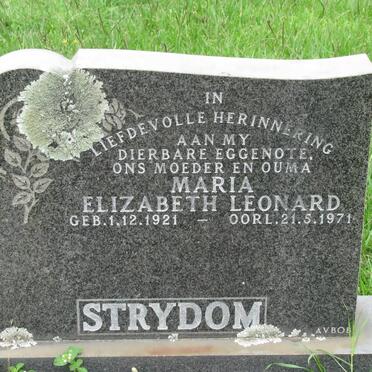 IN
LIEFDEVOLLE HERINNERING
AAN MY
DIERBARE EGGENOTE,
ONS MOEDER EN OUMA
MARIA
ELIZABETH LEONARD
GEB.1.12.1921 – OORL.21.5.1971
STRYDOM
AVBOB